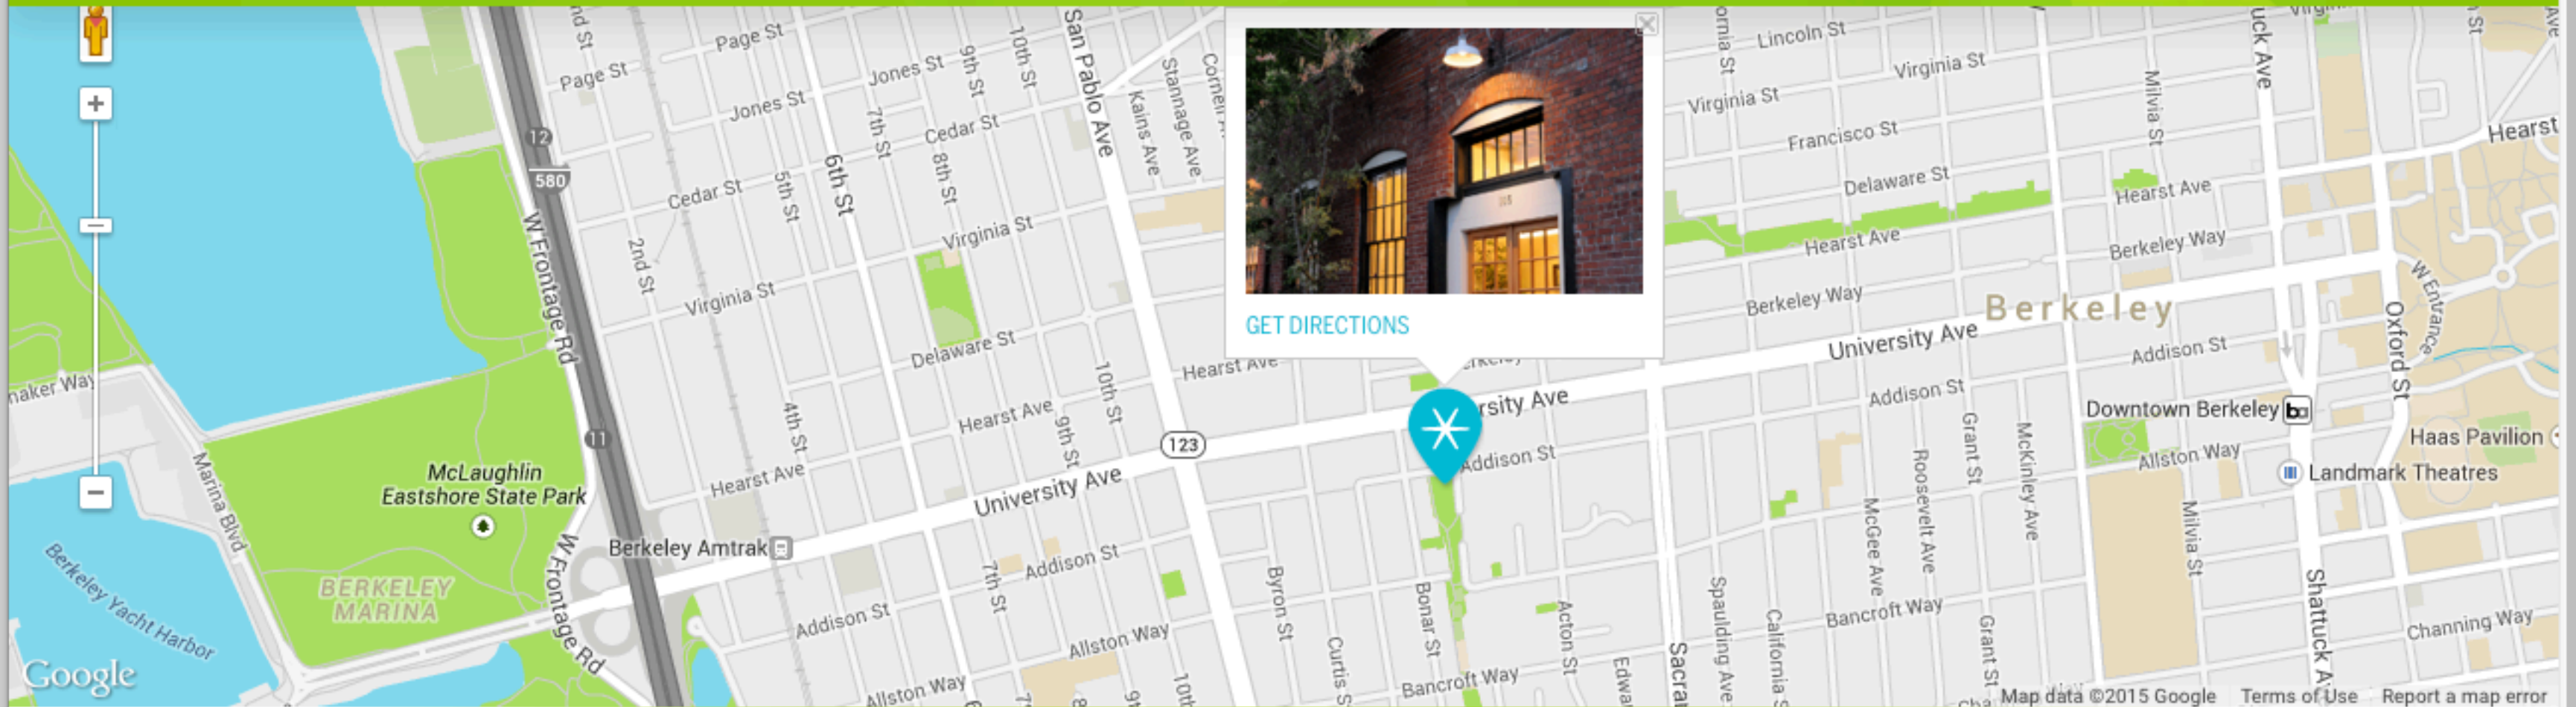 Page St
Page St
Jones St
Jones St
9th St
10th St
San Pablo Ave
Kains Ave
Stannage Ave
Lincoln St
Virginia St
Virginia St
Milvia St
Francisco St
Hearst
12
580
7th St
Cedar St
Cedar St
8th St
5th St
6th St
Delaware St
Hearst Ave
Hearst Ave
Berkeley Way
W Frontage Rd
2nd St
Virginia St
Virginia St
Berkeley Way
Berkeley
W Entrance
Oxford St
GET DIRECTIONS
University Ave
Addison St
Delaware St
10th St
Hearst Ave
Addison St
Hearst Ave
4th St
9th St
11
123
Addison St
Grant St
McKinley Ave
Downtown Berkeley
Haas Pavilion
Allston Way
Landmark Theatres
Marina Blvd
McLaughlin
Eastshore State Park
Hearst Ave
University Ave
McGee Ave
Roosevelt Ave
Milvia St
Berkeley Amtrak
W Frontage Rd
Berkeley Yacht Harbor
BERKELEY
MARINA
7th St
Addison St
Addison St
Allston Way
Byron St
Bonar St
Acton St
Spaulding Ave
Bancroft Way
Grant St
Shattuck A
Channing Way
Curtis S
Bancroft Way
Allston Way
10th
Google
Map data ©2015 Google
Terms of Use
Report a map error